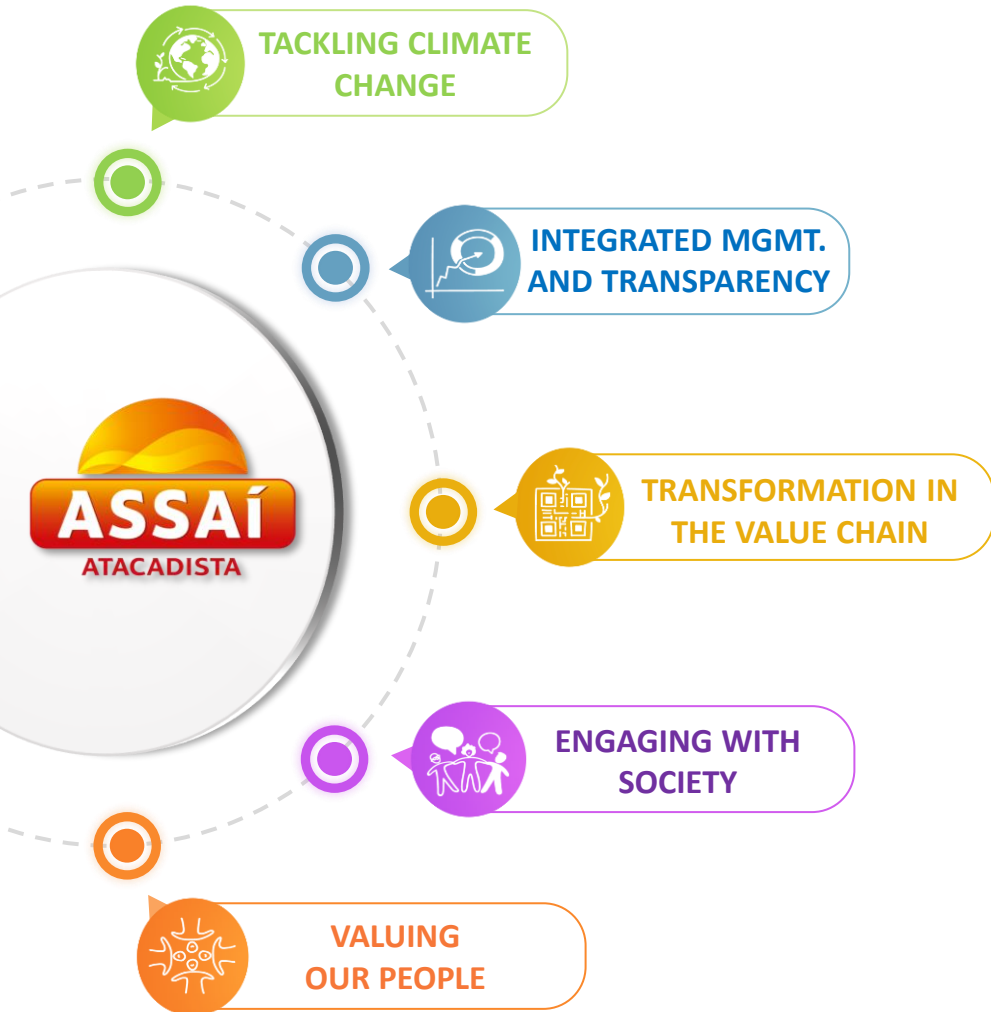 TACKLING CLIMATE
CHANGE
INTEGRATED MGMT.
AND TRANSPARENCY
ASSAÍ
ATACADISTA
TRANSFORMATION IN
THE VALUE CHAIN
ENGAGING WITH
SOCIETY
VALUING
OUR PEOPLE